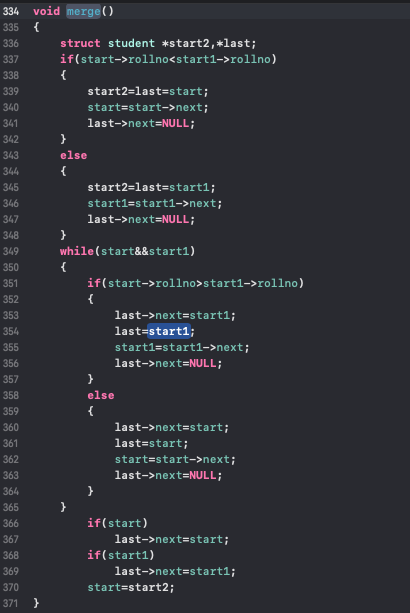 334 void merge()
335 {
336     struct student *start2,*last;
337     if(start->rollno<start1->rollno)
338     {
339         start2=last=start;
340         start=start->next;
341         last->next=NULL;
342     }
343     else
344     {
345         start2=last=start1;
346         start1=start1->next;
347         last->next=NULL;
348     }
349     while(start&&start1)
350     {
351         if(start->rollno>start1->rollno)
352         {
353             last->next=start1;
354             last=start1;
355             start1=start1->next;
356             last->next=NULL;
357         }
358         else
359         {
360             last->next=start;
361             last=start;
362             start=start->next;
363             last->next=NULL;
364         }
365     }
366         if(start)
367             last->next=start;
368         if(start1)
369             last->next=start1;
370         start=start2;
371 }